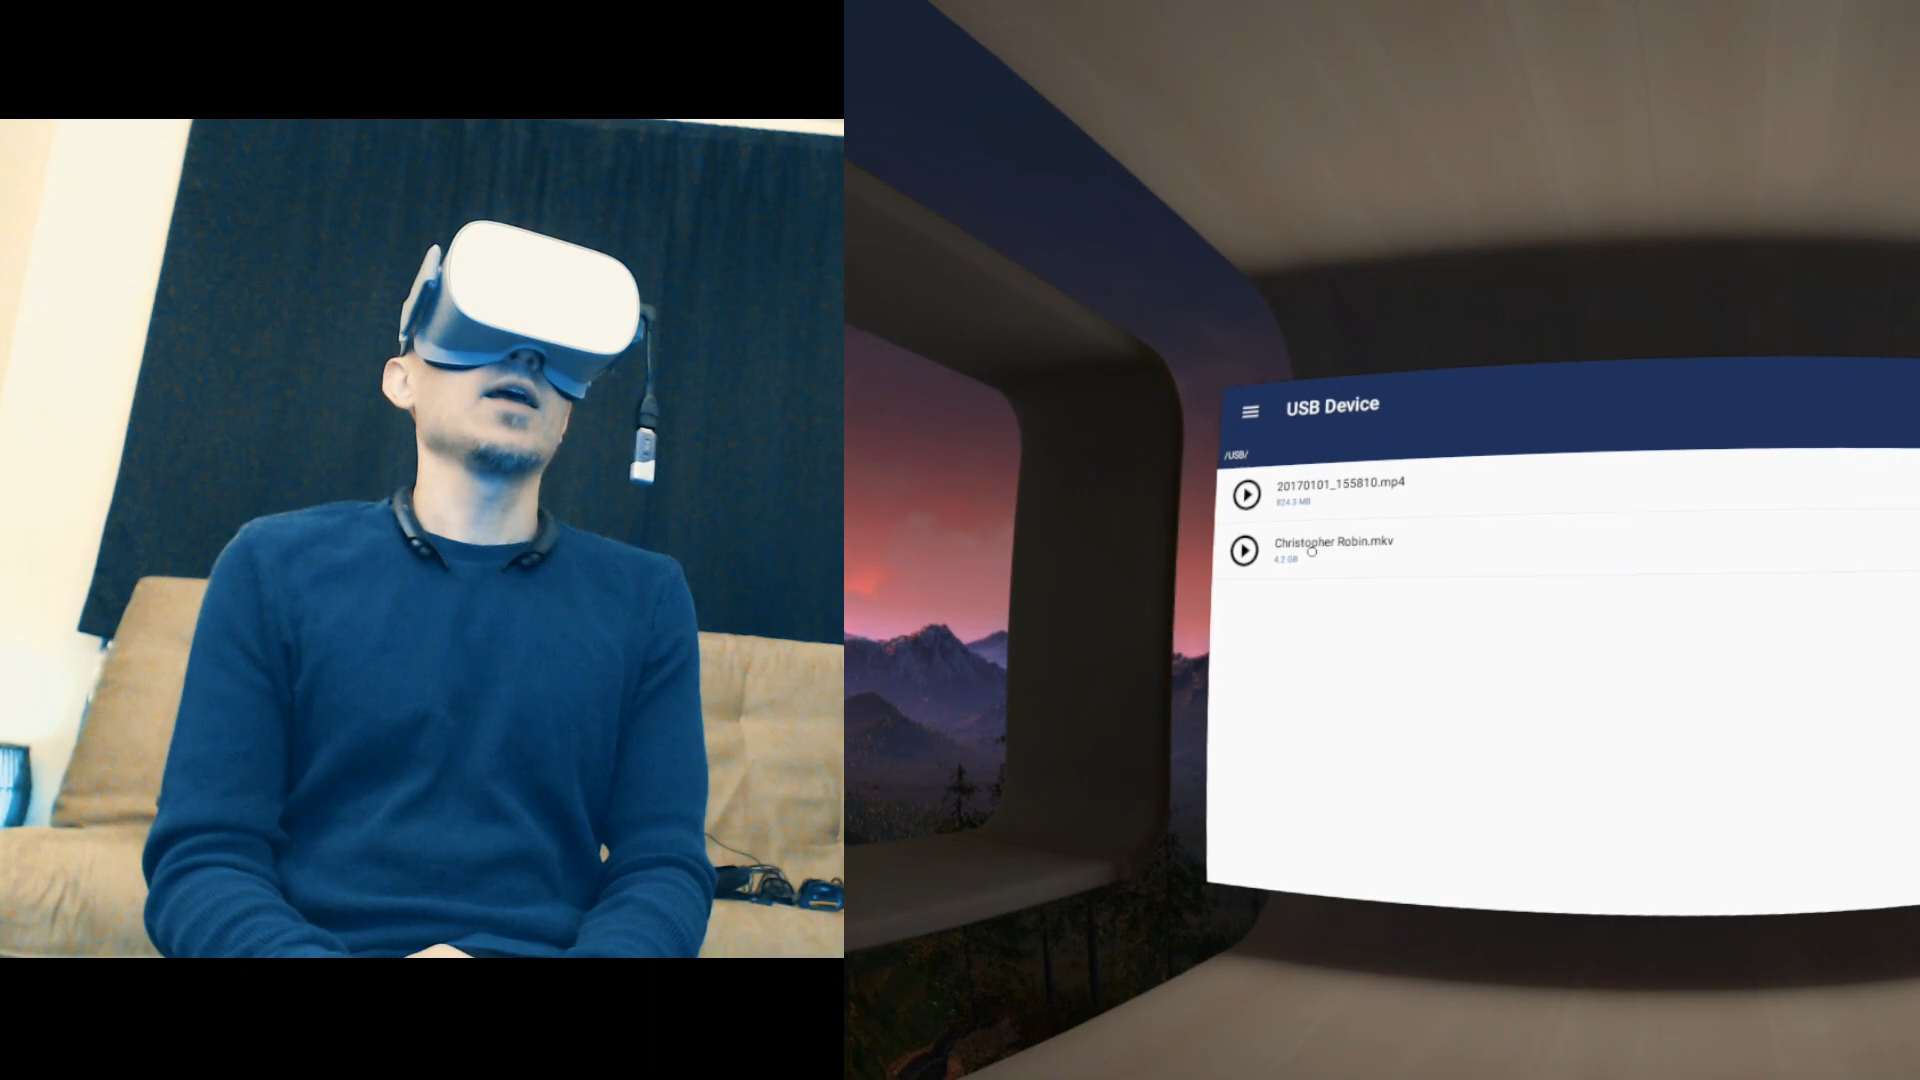 USB Device
/USB/
20170101_155810.mp4
824.3 MB
Christopher Robin.mkv
4.2 GB